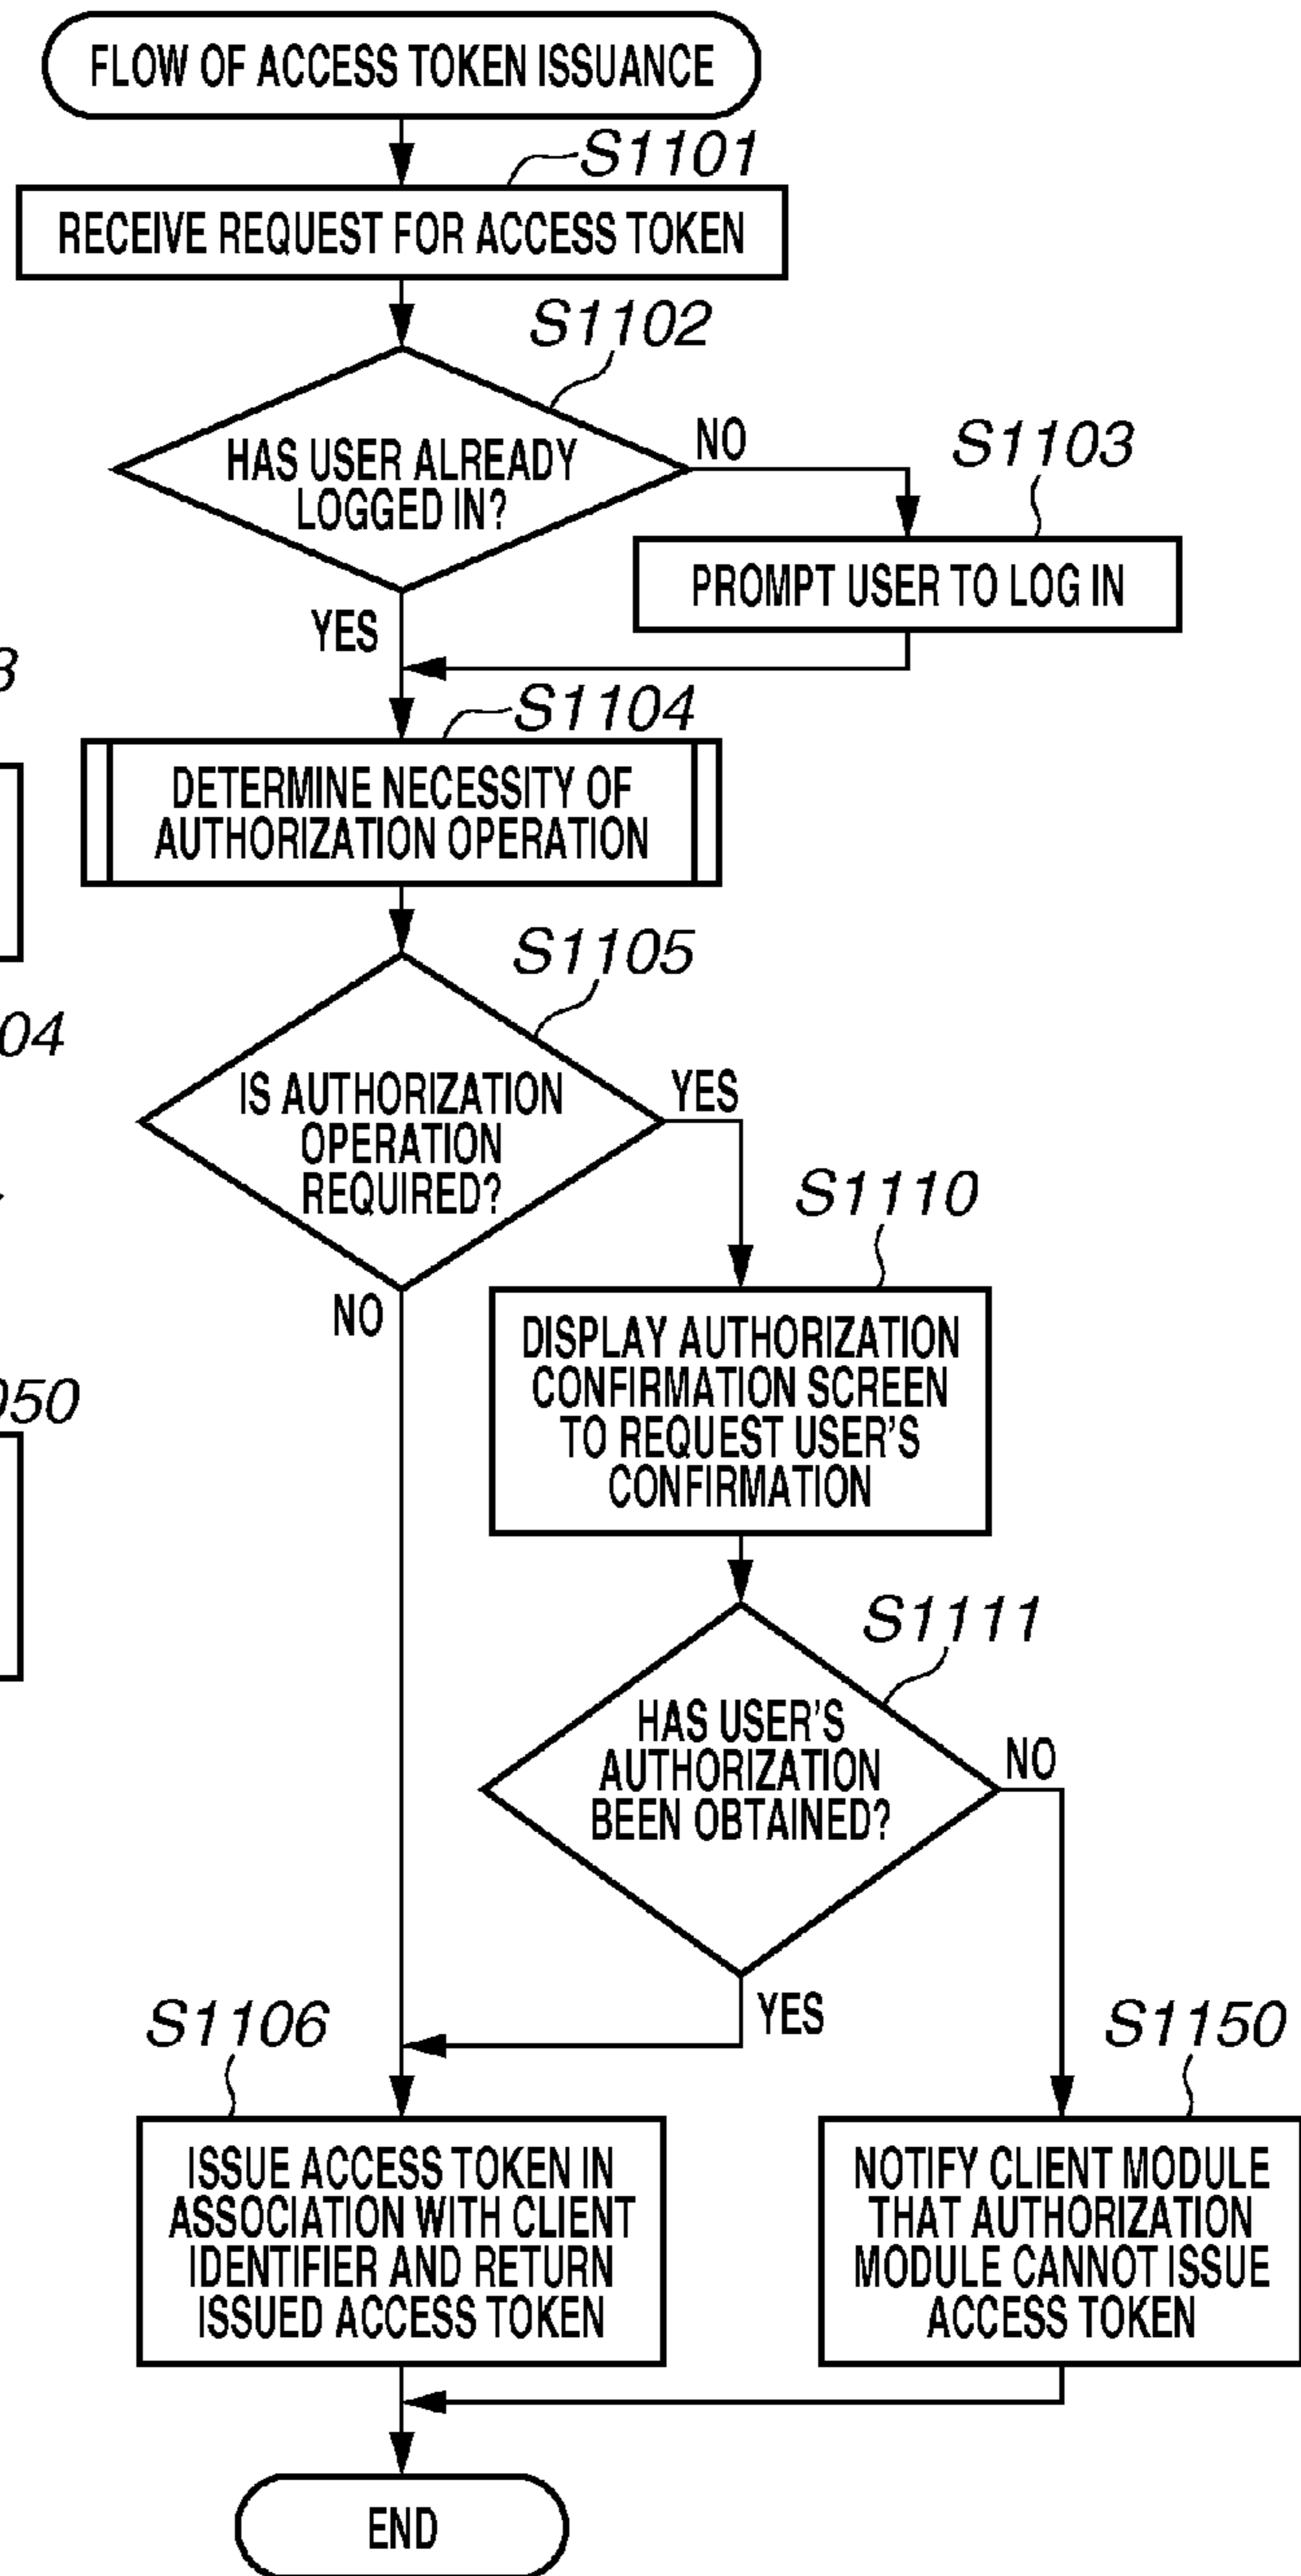 FLOW OF ACCESS TOKEN ISSUANCE
S1101
RECEIVE REQUEST FOR ACCESS TOKEN
S1102
HAS USER ALREADY
LOGGED IN?
NO
S1103
PROMPT USER TO LOG IN
YES
3
S1104
DETERMINE NECESSITY OF
AUTHORIZATION OPERATION
S1105
04
IS AUTHORIZATION
OPERATION
REQUIRED?
YES
S1110
NO
DISPLAY AUTHORIZATION
CONFIRMATION SCREEN
TO REQUEST USER'S
CONFIRMATION
050
S1111
HAS USER'S
AUTHORIZATION
BEEN OBTAINED?
NO
YES
S1106
S1150
ISSUE ACCESS TOKEN IN
ASSOCIATION WITH CLIENT
IDENTIFIER AND RETURN
ISSUED ACCESS TOKEN
NOTIFY CLIENT MODULE
THAT AUTHORIZATION
MODULE CANNOT ISSUE
ACCESS TOKEN
END